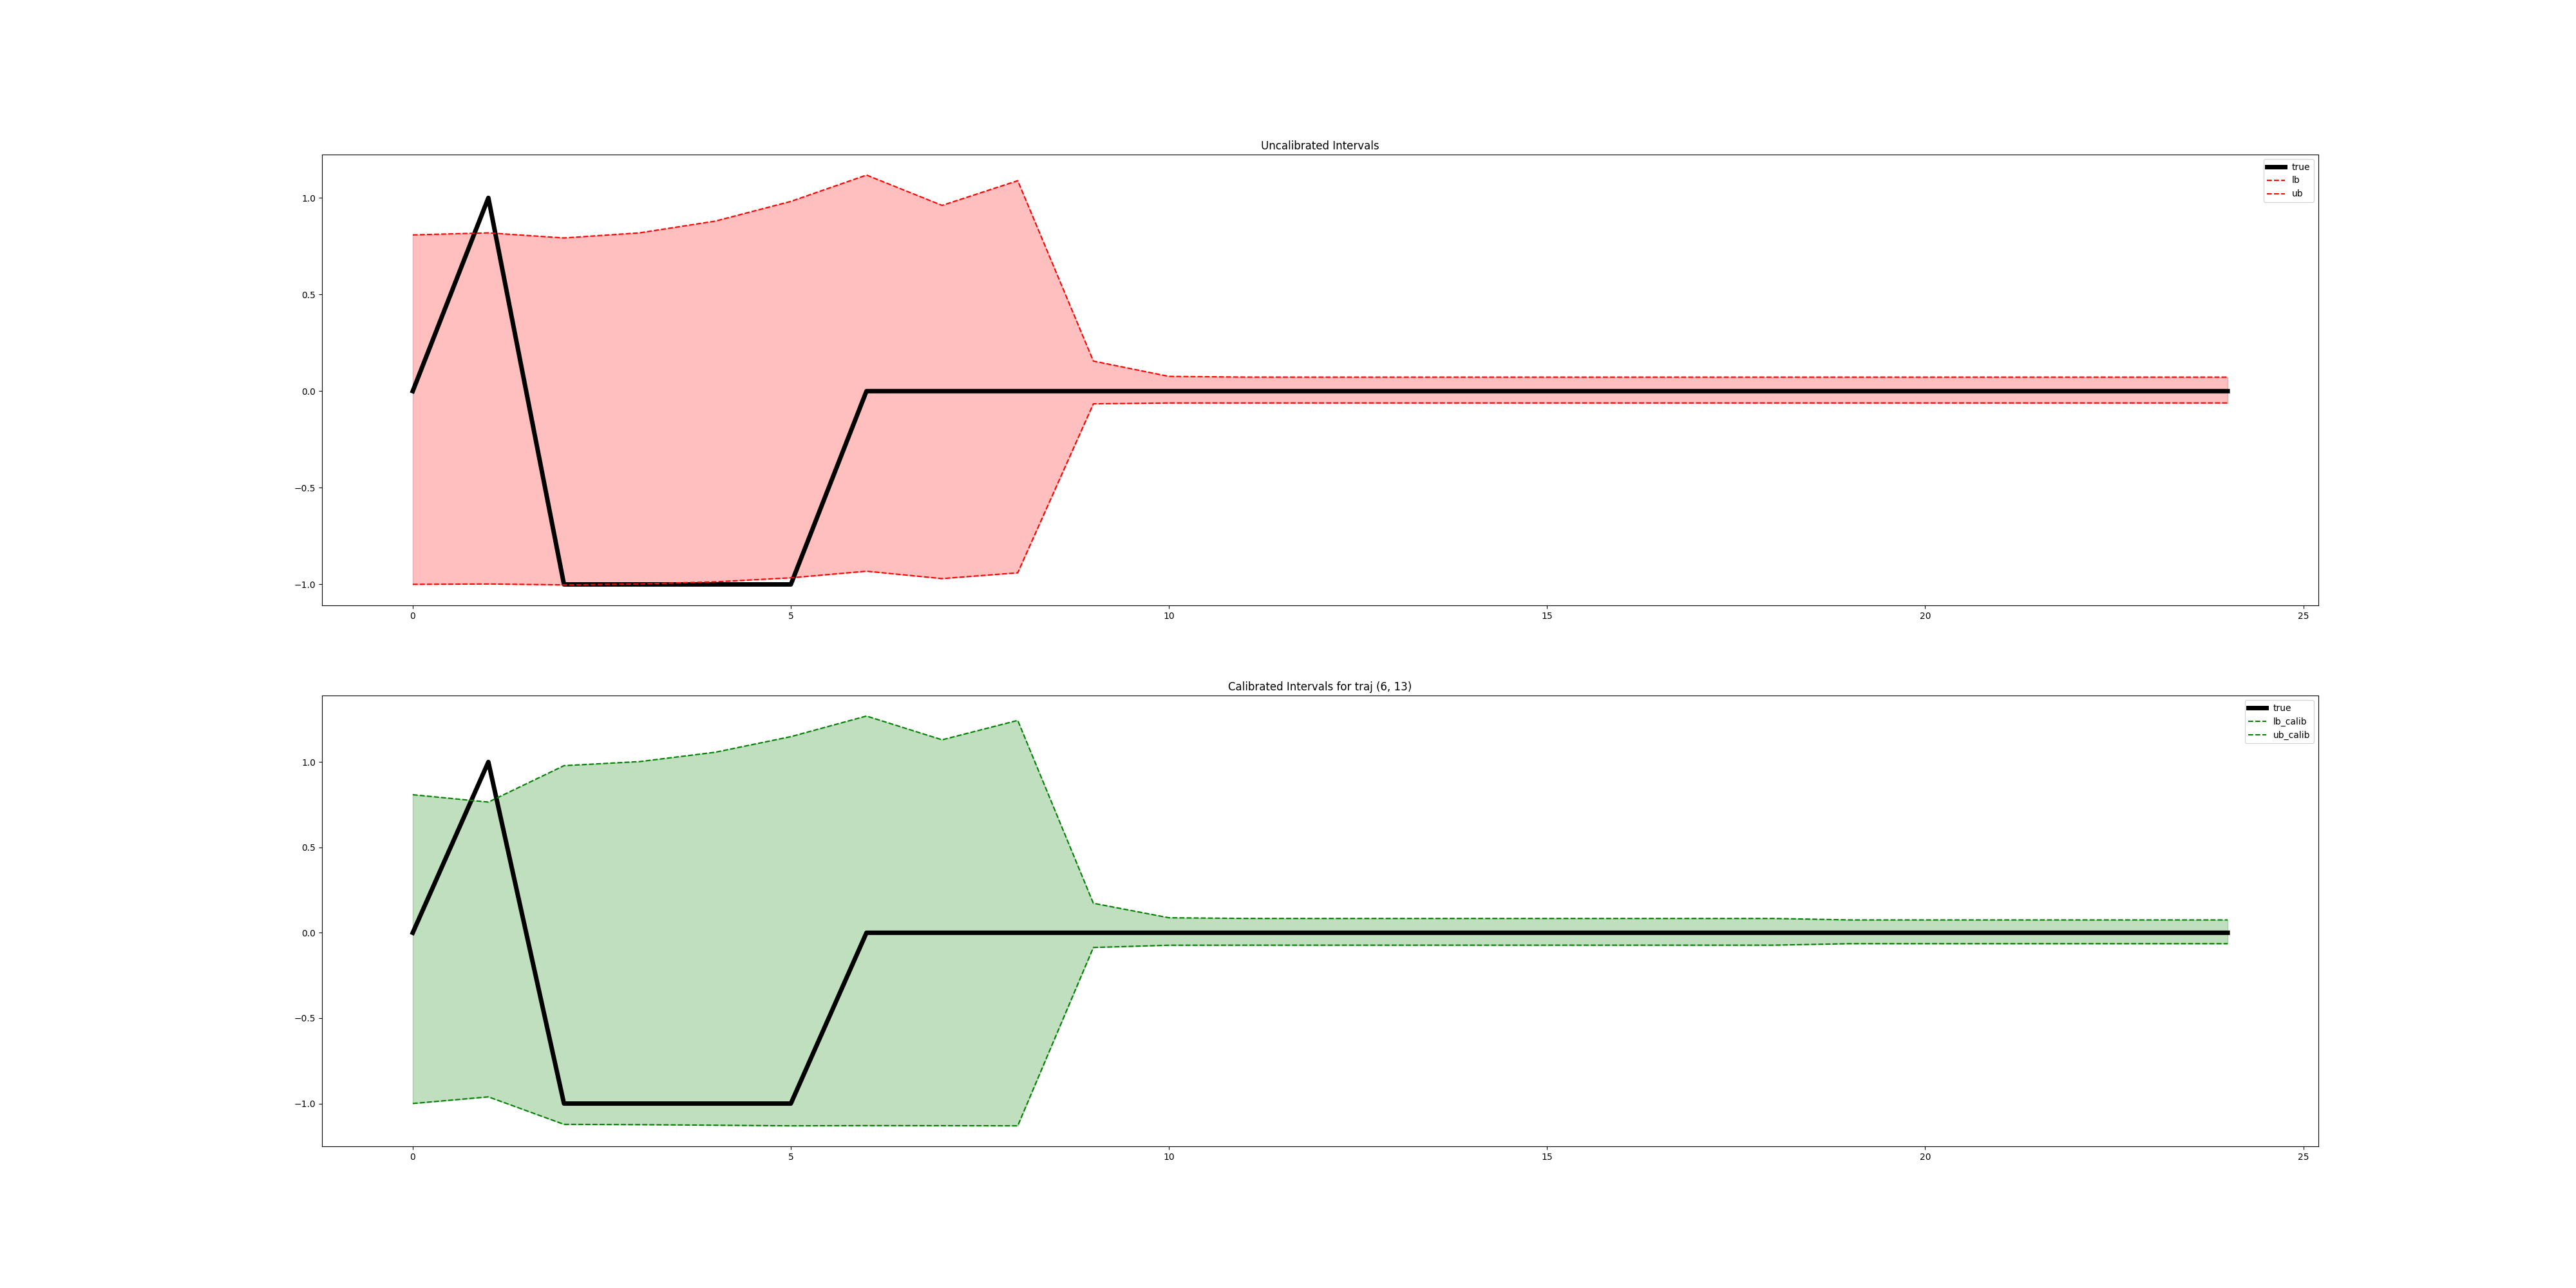 Uncalibrated Intervals
true
lb
ub
1.0
0.5
0.0
−0.5
−1.0
0 5 10 15 20 25
Calibrated Intervals for traj (6, 13)
true
lb_calib
ub_calib
1.0
0.5
0.0
−0.5
−1.0
0 5 10 15 20 25